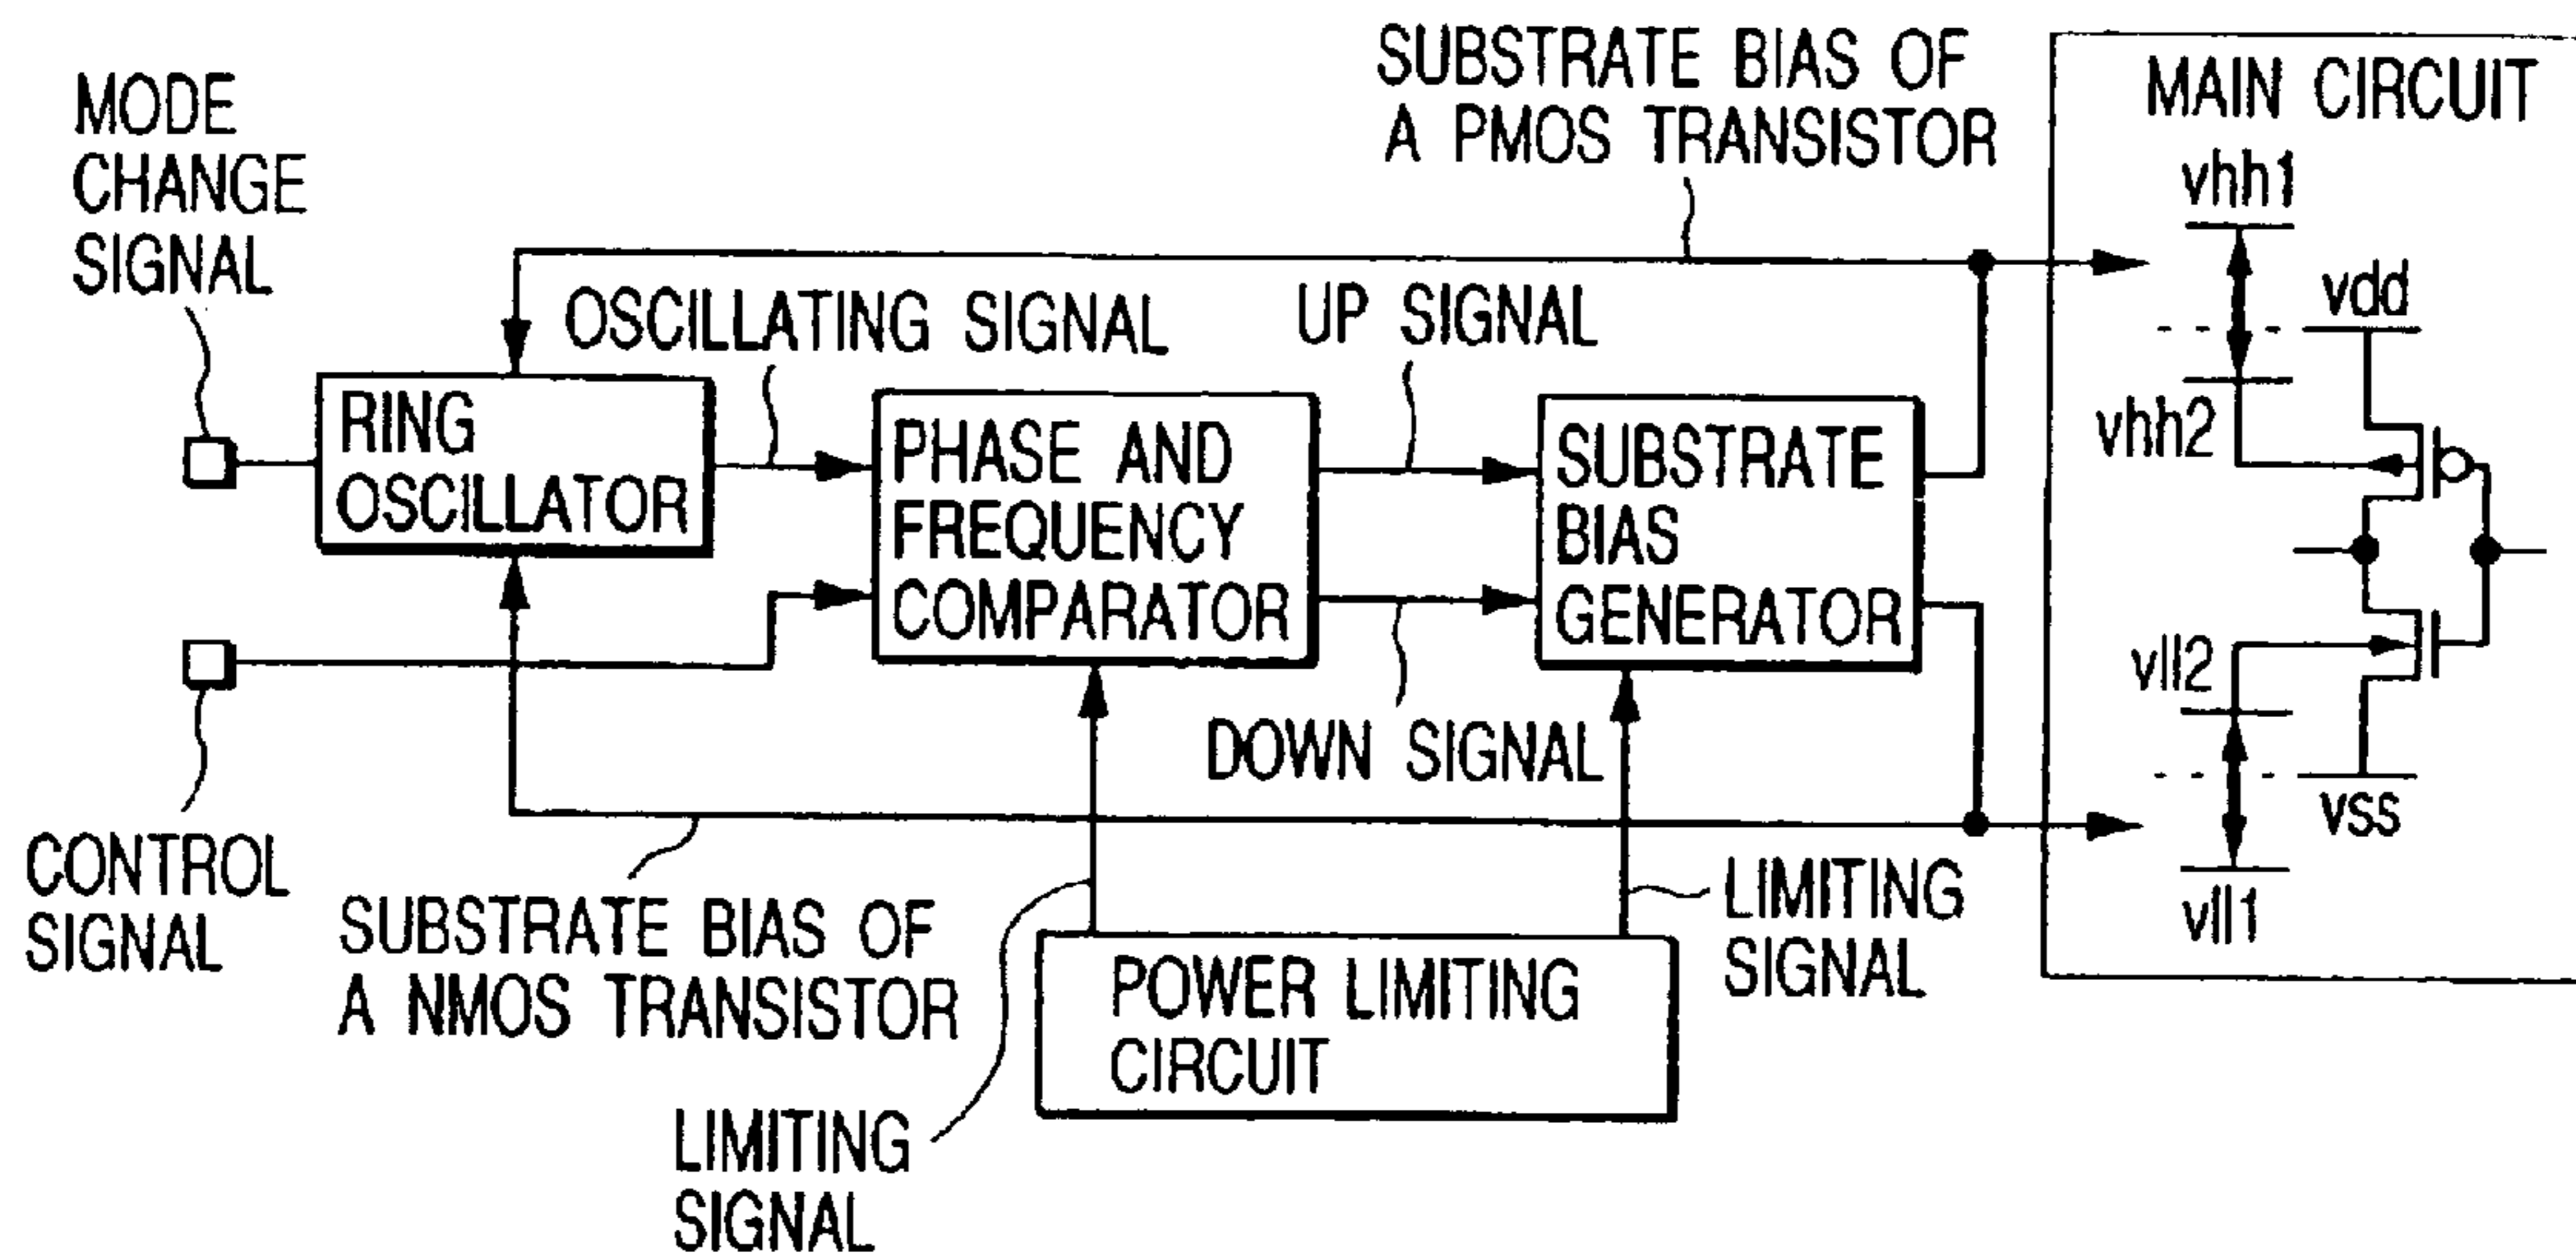 SUBSTRATE BIAS OF
A PMOS TRANSISTOR
MAIN CIRCUIT
MODE
CHANGE
SIGNAL
vhh1
vdd
OSCILLATING SIGNAL
UP SIGNAL
RING
OSCILLATOR
PHASE AND
FREQUENCY
COMPARATOR
SUBSTRATE
BIAS
GENERATOR
vhh2
vll2
DOWN SIGNAL
vss
CONTROL
SIGNAL
SUBSTRATE BIAS OF
A NMOS TRANSISTOR
LIMITING
SIGNAL
vll1
POWER LIMITING
CIRCUIT
LIMITING
SIGNAL